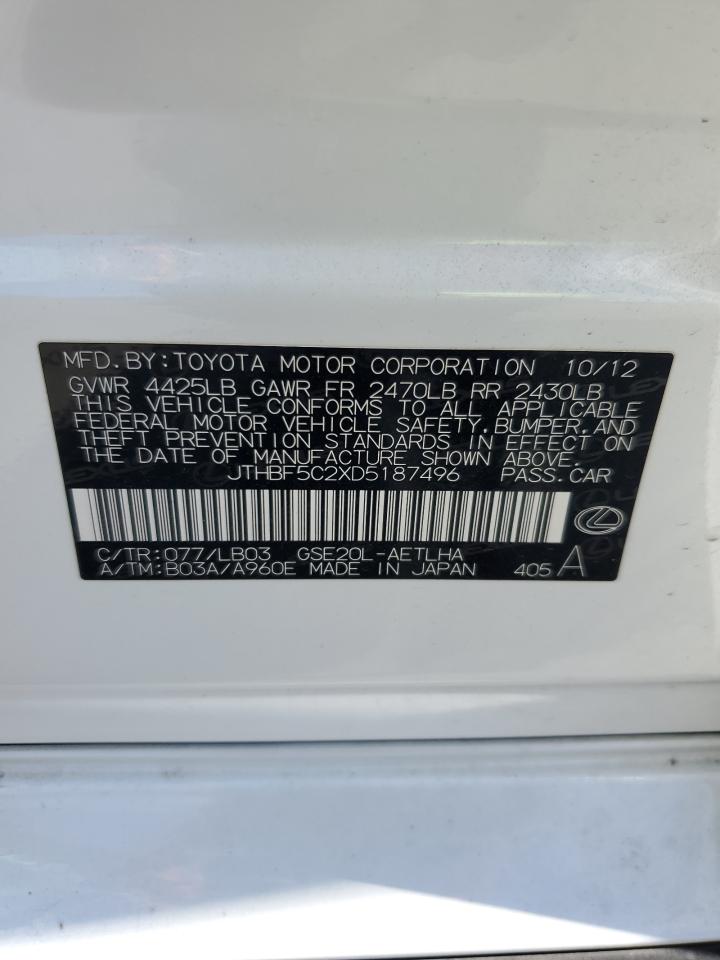 MFD. BY: TOYOTA MOTOR CORPORATION 10/12
GVWR 4425LB GAWR FR 2470LB RR 2430LB
THIS VEHICLE CONFORMS TO ALL APPLICABLE
FEDERAL MOTOR VEHICLE SAFETY, BUMPER, AND
THEFT PREVENTION STANDARDS IN EFFECT ON
THE DATE OF MANUFACTURE SHOWN ABOVE.
JTHBF5C2XD5187496 PASS. CAR
C/TR: 077/LB03 GSE20L-AETLHA
A/TM: B03A/A960E MADE IN JAPAN 405 A